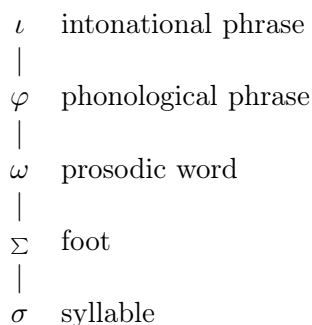 ι intonational phrase
|
φ phonological phrase
|
ω prosodic word
|
Σ foot
|
σ syllable